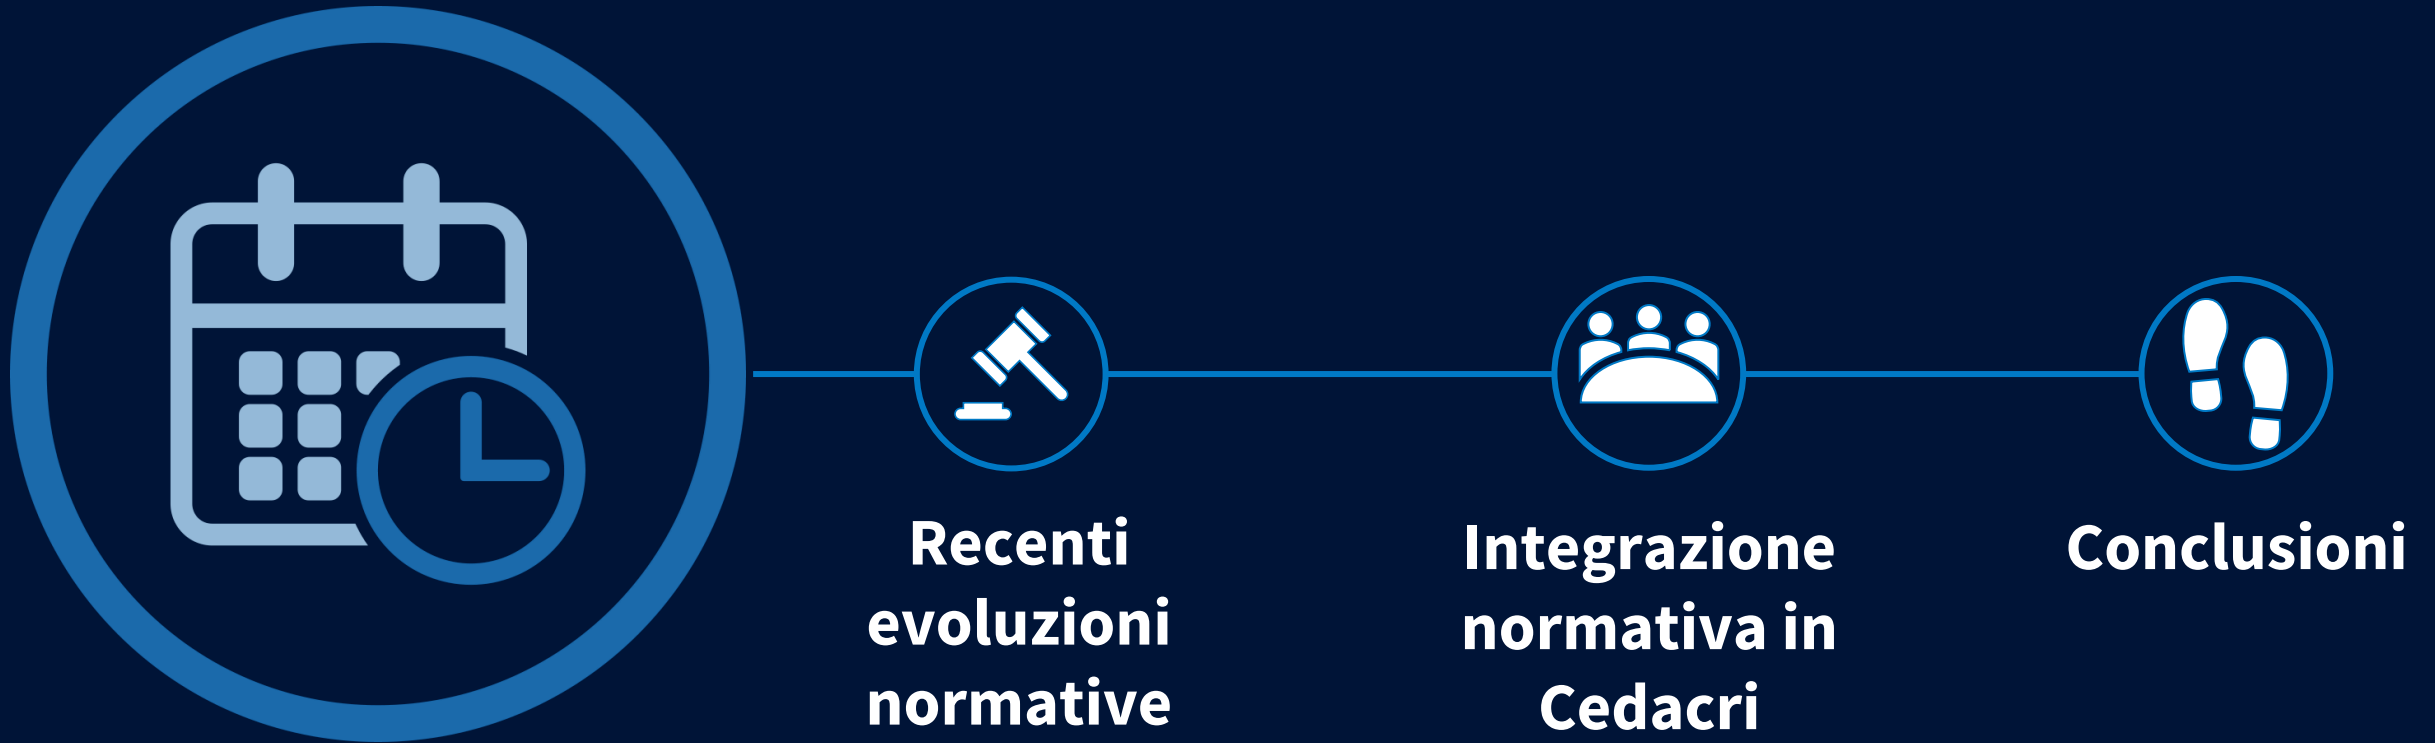 Recenti
evoluzioni
normative
Integrazione
normativa in
Cedacri
Conclusioni